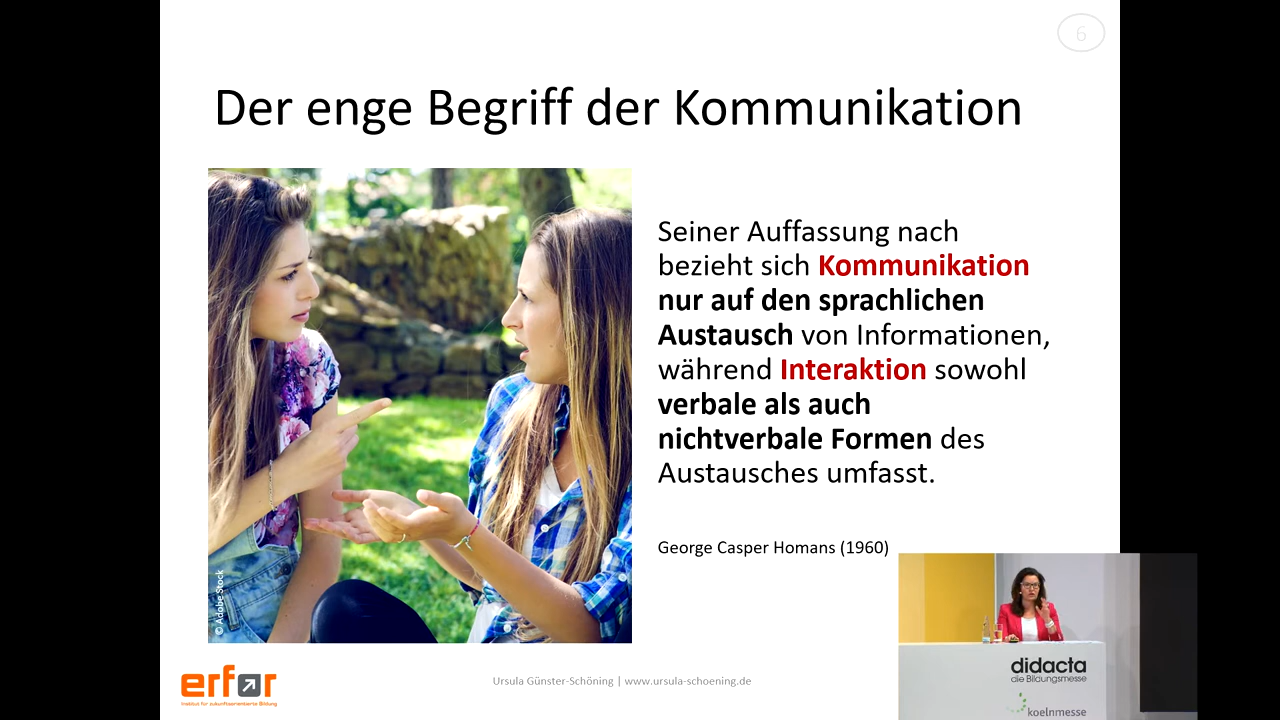 6
Der enge Begriff der Kommunikation
Seiner Auffassung nach
bezieht sich Kommunikation
nur auf den sprachlichen
Austausch von Informationen,
während Interaktion sowohl
verbale als auch
nichtverbale Formen des
Austausches umfasst.
George Casper Homans (1960)
© Adobe Stock
erfor
Institut für zukunftsorientierte Bildung
Ursula Günster-Schöning | www.ursula-schoening.de
didacta
die Bildungsmesse
koelnmesse